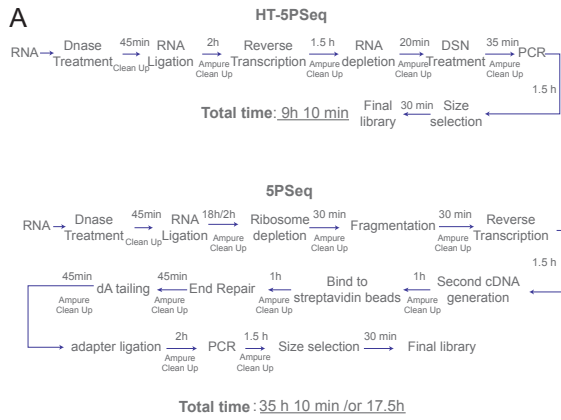 A
HT-5PSeq
RNA Dnase Treatment 45min Clean Up RNA Ligation 2h Ampure Clean Up Reverse Transcription 1.5 h Ampure Clean Up RNA depletion 20min Ampure Clean Up DSN Treatment 35 min Ampure Clean Up PCR
1.5 h
Total time: 9h 10 min Final library 30 min Size selection
5PSeq
RNA Dnase Treatment 45min Clean Up RNA Ligation 18h/2h Ampure Clean Up Ribosome depletion 30 min Ampure Clean Up Fragmentation 30 min Ampure Clean Up Reverse Transcription
1.5 h
45min Ampure Clean Up dA tailing 45min Ampure Clean Up End Repair 1h Ampure Clean Up Bind to streptavidin beads 1h Ampure Clean Up Second cDNA generation
adapter ligation 2h Ampure Clean Up PCR 1.5 h Ampure Clean Up Size selection 30 min Final library
Total time : 35 h 10 min /or 17.5h